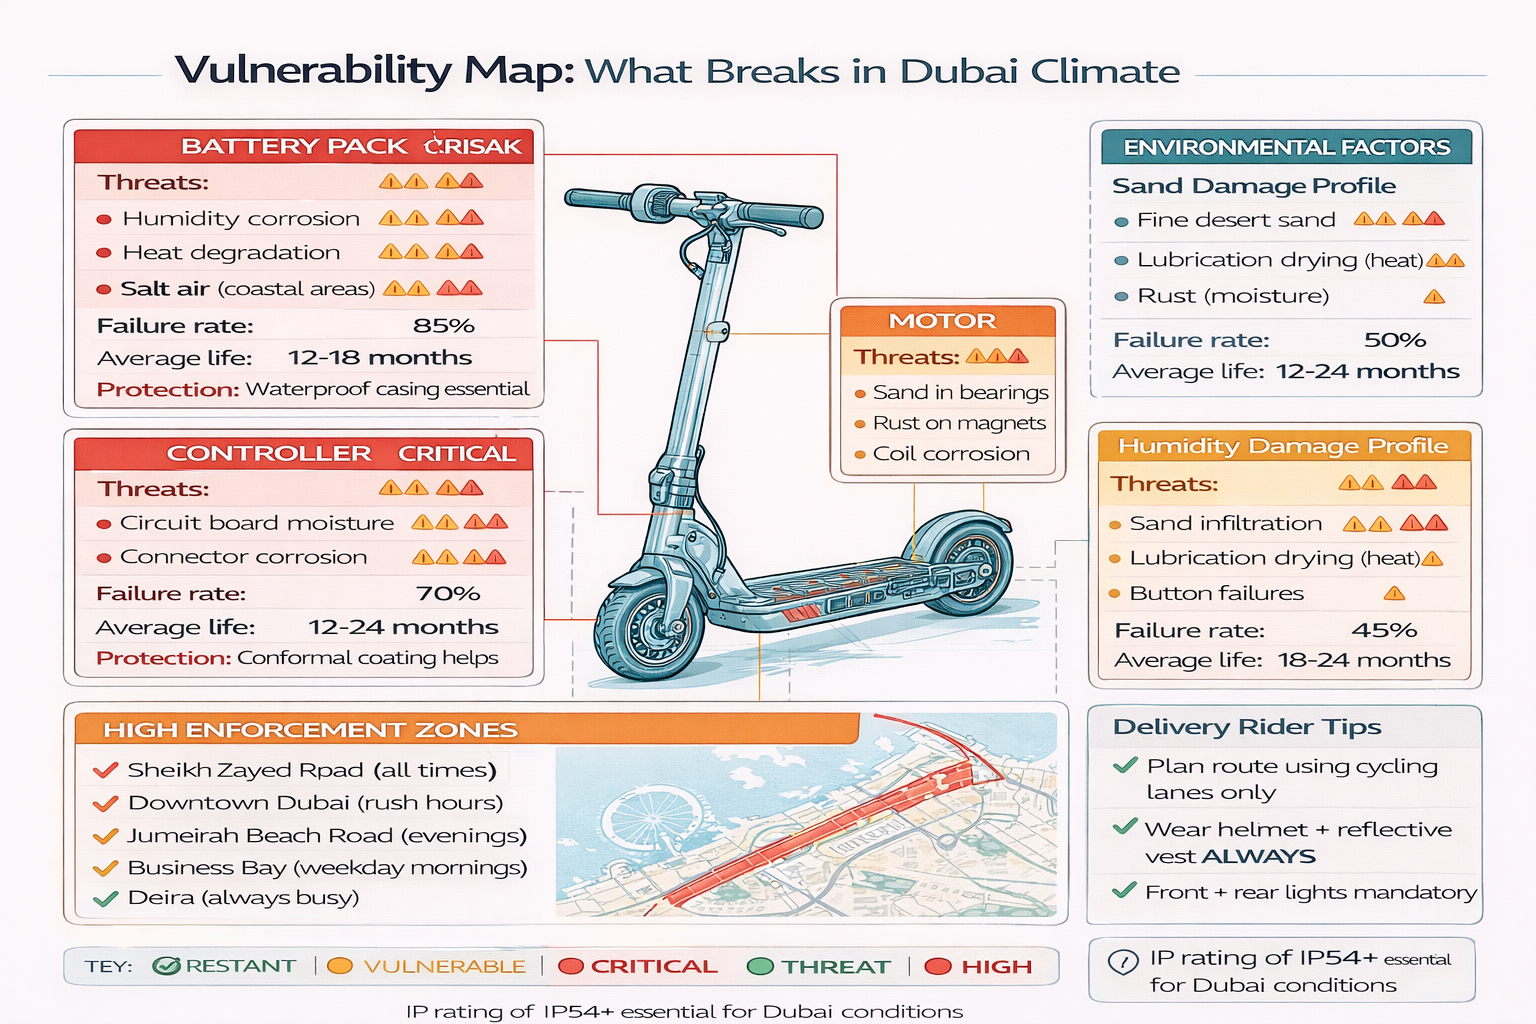 Vulnerability Map: What Breaks in Dubai Climate
BATTERY PACK CRISAK
Threats:
Humidity corrosion
Heat degradation
Salt air (coastal areas)
Failure rate: 85%
Average life: 12-18 months
Protection: Waterproof casing essential
CONTROLLER CRITICAL
Threats:
Circuit board moisture
Connector corrosion
Failure rate: 70%
Average life: 12-24 months
Protection: Conformal coating helps
MOTOR
Threats:
Sand in bearings
Rust on magnets
Coil corrosion
ENVIRONMENTAL FACTORS
Sand Damage Profile
Fine desert sand
Lubrication drying (heat)
Rust (moisture)
Failure rate: 50%
Average life: 12-24 months
Humidity Damage Profile
Threats:
Sand infiltration
Lubrication drying (heat)
Button failures
Failure rate: 45%
Average life: 18-24 months
HIGH ENFORCEMENT ZONES
Sheikh Zayed Rpad (all times)
Downtown Dubai (rush hours)
Jumeirah Beach Road (evenings)
Business Bay (weekday mornings)
Deira (always busy)
Delivery Rider Tips
Plan route using cycling
lanes only
Wear helmet + reflective
vest ALWAYS
Front + rear lights mandatory
TEY: RESTANT | VULNERABLE | CRITICAL THREAT | HIGH
IP rating of IP54+ essential
for Dubai conditions
IP rating of IP54+ essential for Dubai conditions